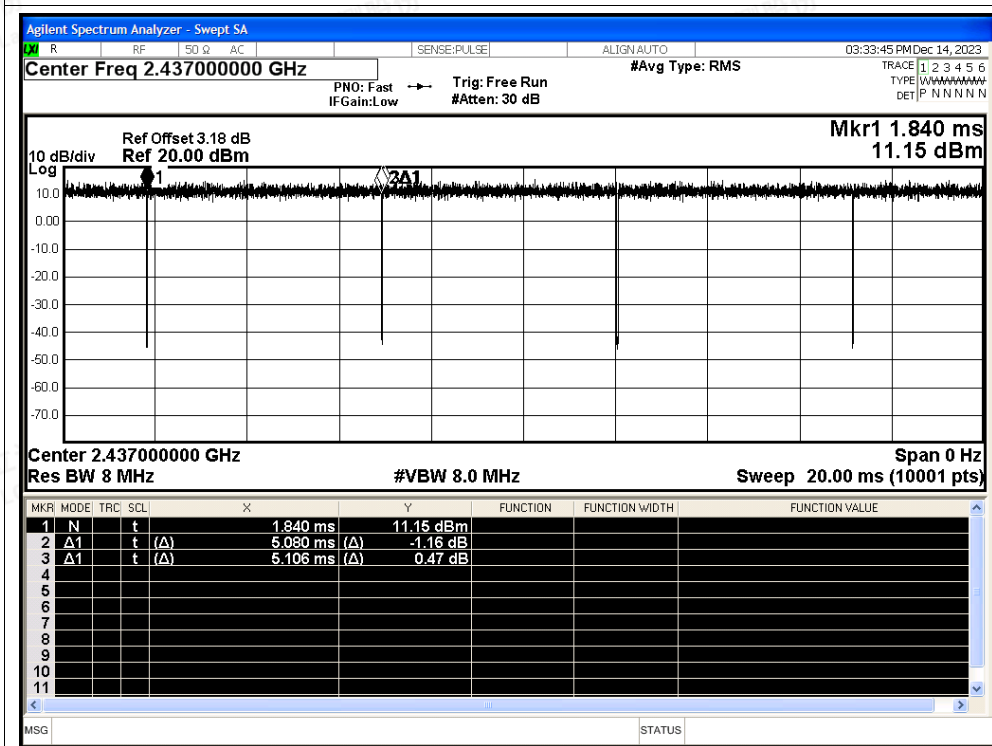 Agilent Spectrum Analyzer - Swept SA
LXI R RF 50 Ω AC SENSE:PULSE ALIGN AUTO 03:33:45 PM Dec 14, 2023
Center Freq 2.437000000 GHz #Avg Type: RMS TRACE 1 2 3 4 5 6
PNO: Fast Trig: Free Run TYPE WWWWWW
IFGain:Low #Atten: 30 dB DET P N N N N N
Mkr1 1.840 ms
Ref Offset 3.18 dB
10 dB/div Ref 20.00 dBm 11.15 dBm
Log
1 2Δ1
10.0
0.00
-10.0
-20.0
-30.0
-40.0
-50.0
-60.0
-70.0
Center 2.437000000 GHz Span 0 Hz
Res BW 8 MHz #VBW 8.0 MHz Sweep 20.00 ms (10001 pts)
MKR MODE TRC SCL X Y FUNCTION FUNCTION WIDTH FUNCTION VALUE
1 N t 1.840 ms 11.15 dBm
2 Δ1 t (Δ) 5.080 ms (Δ) -1.16 dB
3 Δ1 t (Δ) 5.106 ms (Δ) 0.47 dB
4
5
6
7
8
9
10
11
MSG STATUS